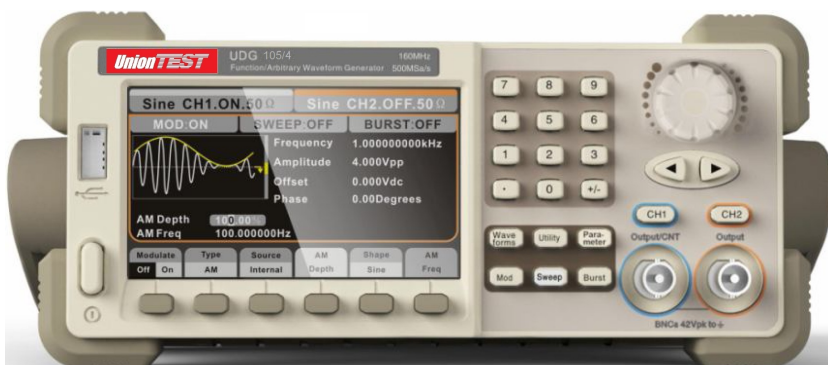 UnionTEST
UDG 105/4
160MHz
Function/Arbitrary Waveform Generator
500MSa/s
Sine CH1.ON.50Ω
Sine CH2.OFF.50Ω
MOD:ON
SWEEP:OFF
BURST:OFF
Frequency 1.000000000kHz
Amplitude 4.000Vpp
Offset 0.000Vdc
Phase 0.00Degrees
AM Depth 100.00%
AM Freq 100.000000Hz
Modulate
Off On
Type
AM
Source
Internal
AM
Depth
Shape
Sine
AM
Freq
7 8 9
4 5 6
1 2 3
. 0 +/-
Wave
forms
Utility
Para-
meter
Mod Sweep Burst
CH1 CH2
Output/CNT Output
BNCs 42Vpk to ⏚